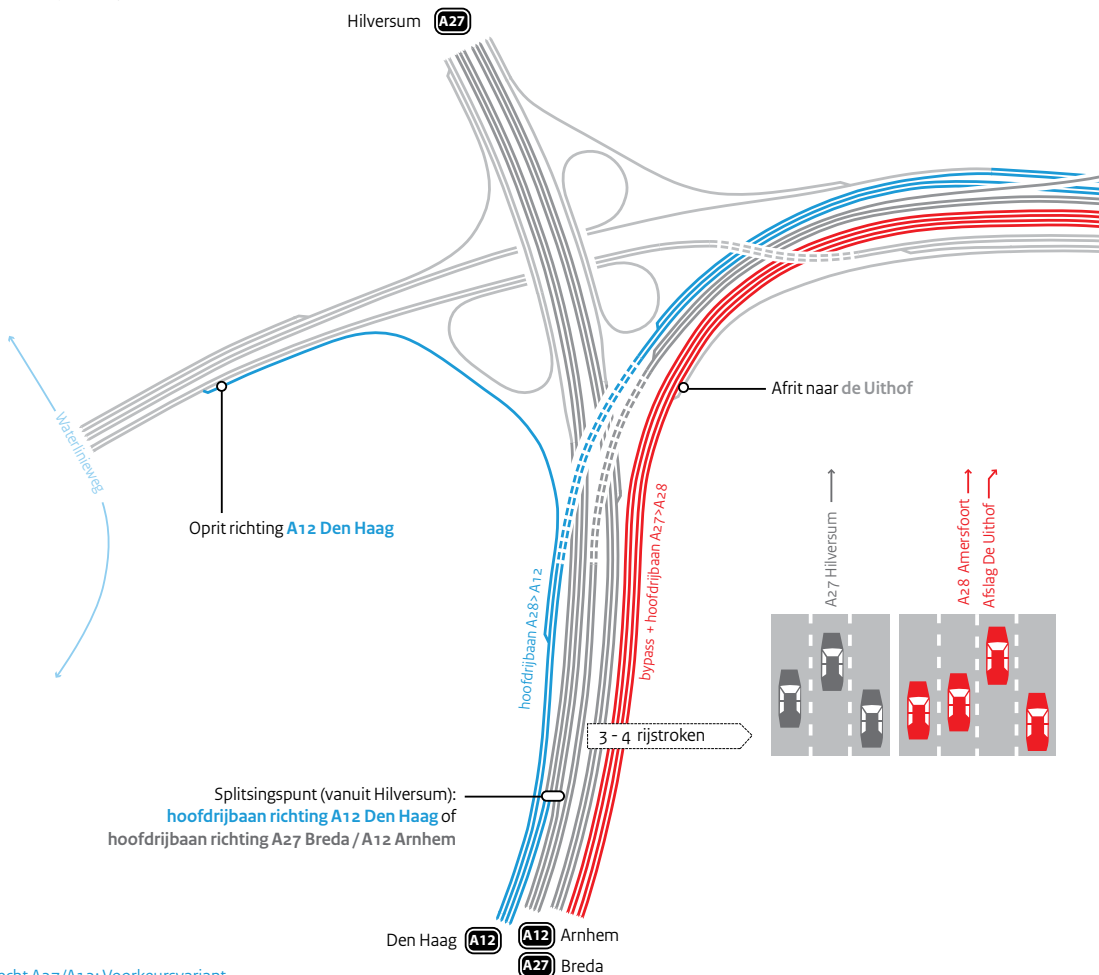 Hilversum A27
Waterlinieweg
Afrit naar de Uithof
Oprit richting A12 Den Haag
hoofdrijbaan A28> A12
bypass + hoofdrijbaan A27>A28
A27 Hilversum
A28 Amersfoort
Afslag De Uithof
3 - 4 rijstroken
Splitsingspunt (vanuit Hilversum):
hoofdrijbaan richting A12 Den Haag of
hoofdrijbaan richting A27 Breda / A12 Arnhem
Den Haag A12
A12 Arnhem
A27 Breda